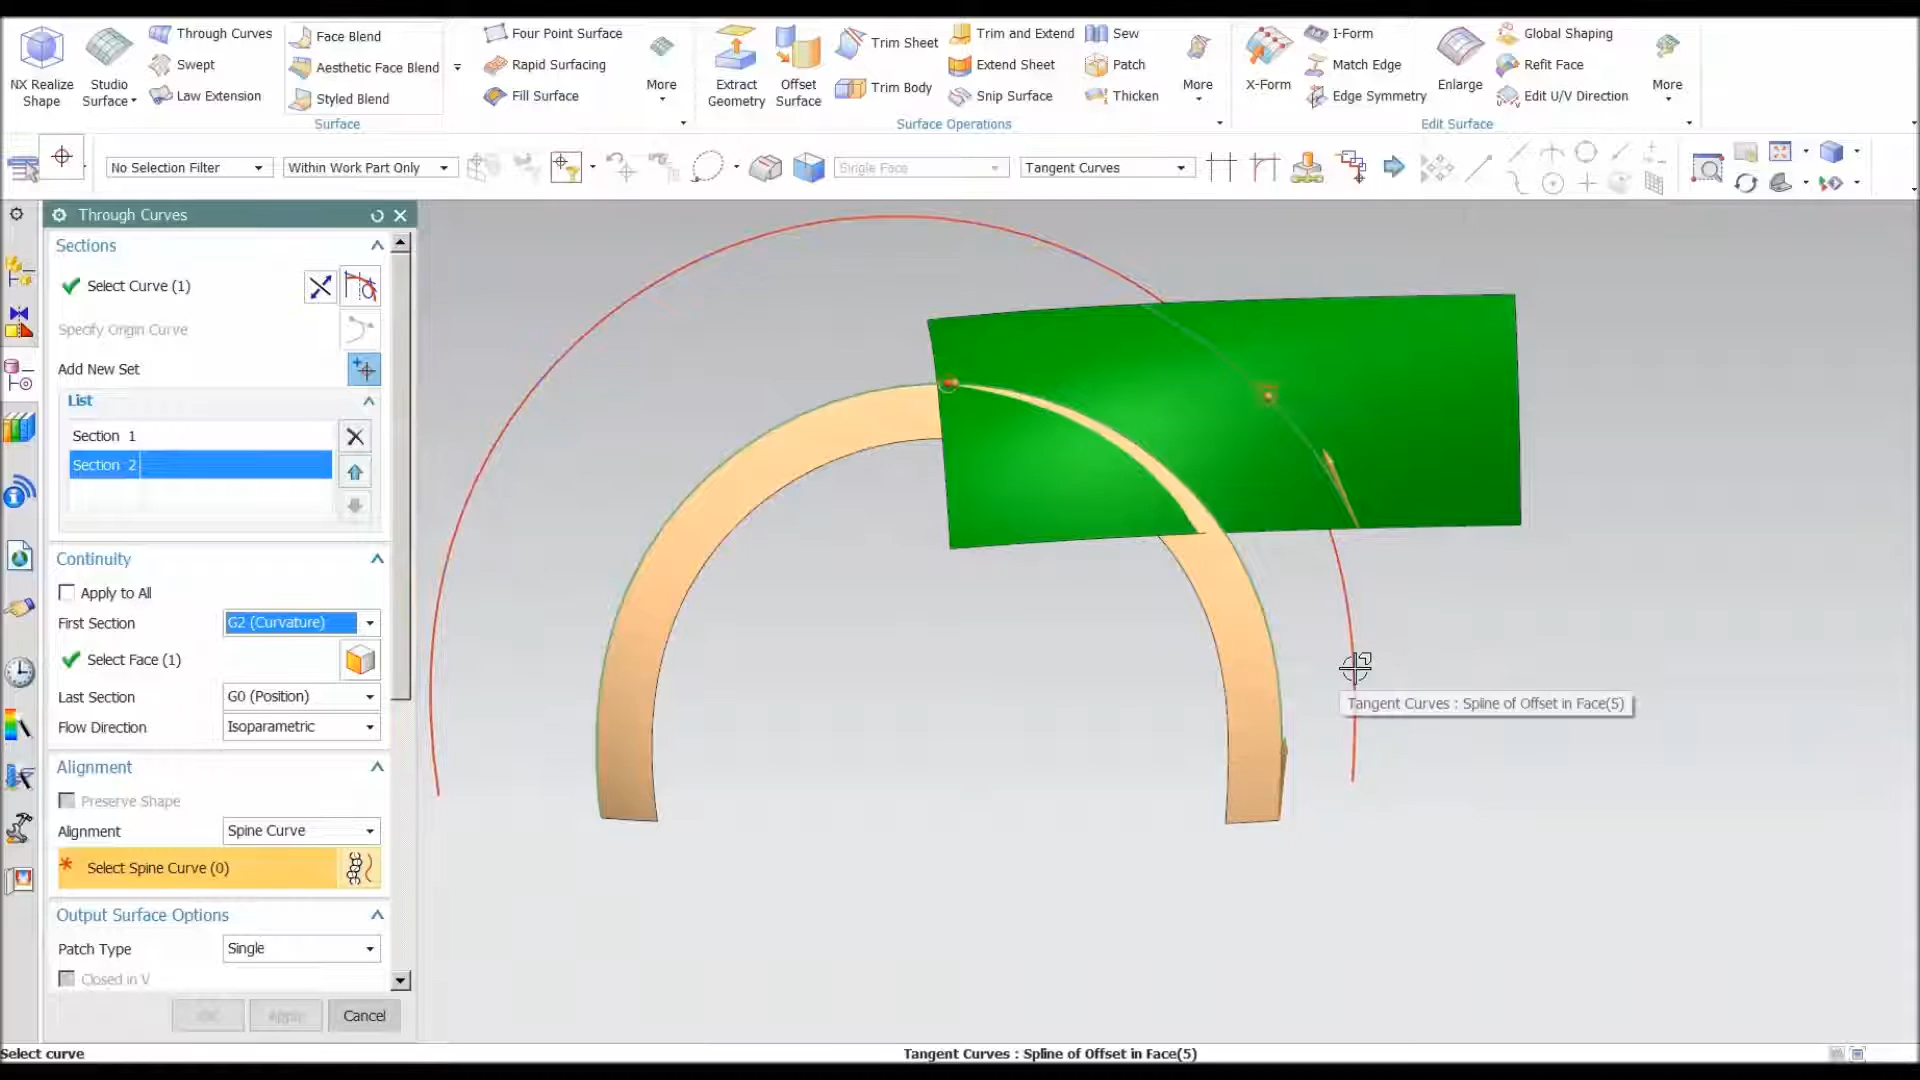 NX Realize
Shape
Studio
Surface
Through Curves
Swept
Law Extension
Face Blend
Aesthetic Face Blend
Styled Blend
Surface
Four Point Surface
Rapid Surfacing
Fill Surface
More
Extract
Geometry
Offset
Surface
Trim Sheet
Trim Body
Trim and Extend
Extend Sheet
Snip Surface
Sew
Patch
Thicken
More
Surface Operations
X-Form
I-Form
Match Edge
Edge Symmetry
Enlarge
Global Shaping
Refit Face
Edit U/V Direction
More
Edit Surface
No Selection Filter
Within Work Part Only
Single Face
Tangent Curves
Through Curves
Sections
Select Curve (1)
Specify Origin Curve
Add New Set
List
Section 1
Section 2
Continuity
Apply to All
First Section
G2 (Curvature)
Select Face (1)
Last Section
G0 (Position)
Flow Direction
Isoparametric
Alignment
Preserve Shape
Alignment
Spine Curve
* Select Spine Curve (0)
Output Surface Options
Patch Type
Single
Closed in V
Apply
Cancel
Tangent Curves : Spline of Offset in Face(5)
Select curve
Tangent Curves : Spline of Offset in Face(5)